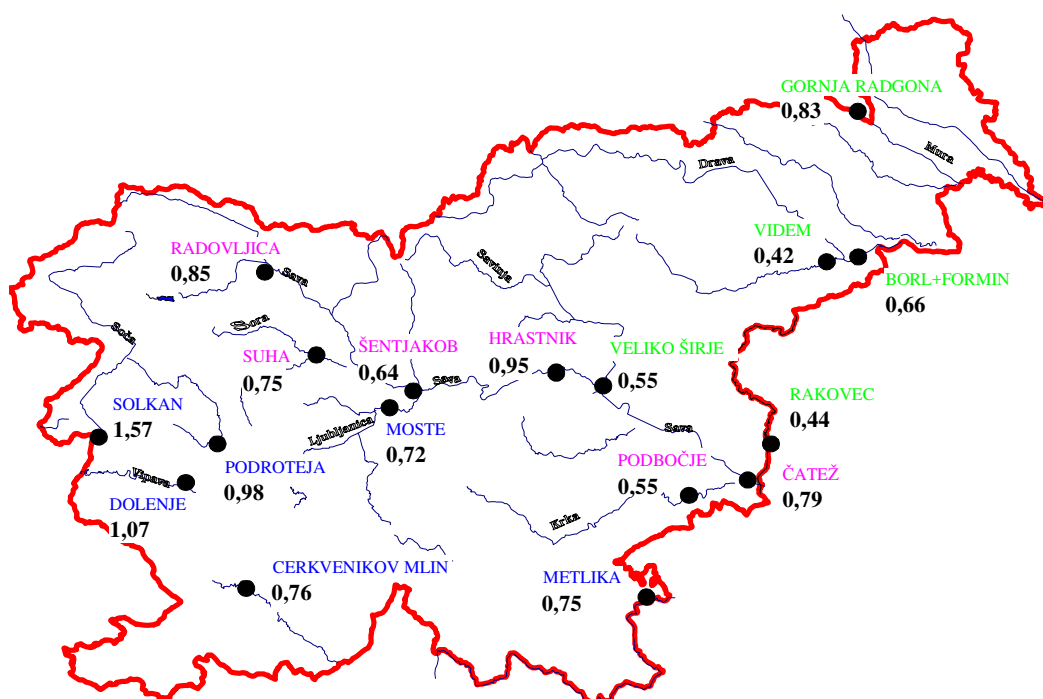 GORNJA RADGONA
0,83
Mura
Drava
VIDEM
0,42
BORL+FORMIN
0,66
RADOVLJICA
0,85
Sava
Savinja
Soča
Sora
SUHA
0,75
ŠENTJAKOB
0,64
HRASTNIK
0,95
VELIKO ŠIRJE
0,55
Sava
RAKOVEC
0,44
SOLKAN
1,57
Ljubljanica
MOSTE
0,72
Sava
PODROTEJA
0,98
PODBOČJE
0,55
ČATEŽ
0,79
Vipava
DOLENJE
1,07
Krka
CERKVENIKOV MLIN
0,76
METLIKA
0,75